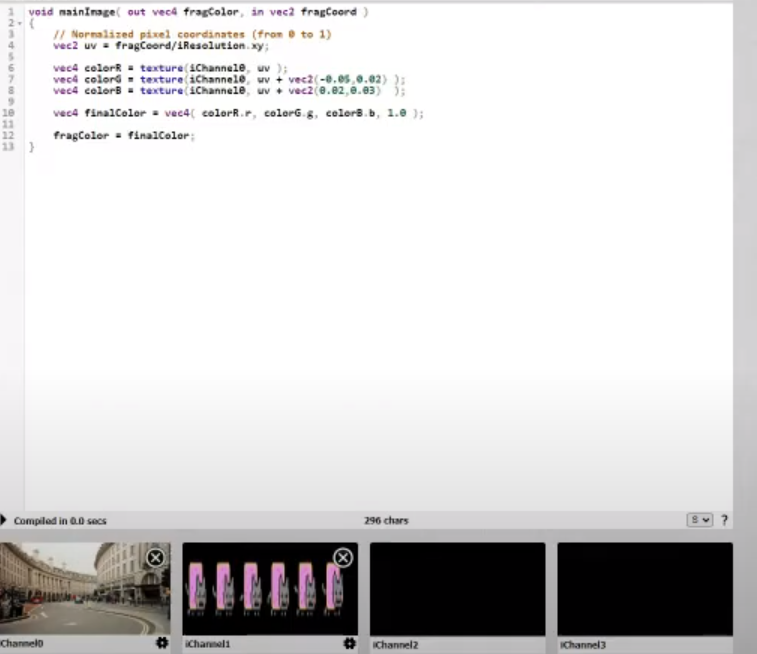 1 void mainImage( out vec4 fragColor, in vec2 fragCoord )
2 {
3 // Normalized pixel coordinates (from 0 to 1)
4 vec2 uv = fragCoord/iResolution.xy;
5
6 vec4 colorR = texture(iChannel0, uv );
7 vec4 colorG = texture(iChannel0, uv + vec2(-0.05,0.02) );
8 vec4 colorB = texture(iChannel0, uv + vec2(0.02,0.03) );
9
10 vec4 finalColor = vec4( colorR.r, colorG.g, colorB.b, 1.0 );
11
12 fragColor = finalColor;
13 }
Compiled in 0.0 secs 296 chars S ?
iChannel0 iChannel1 iChannel2 iChannel3